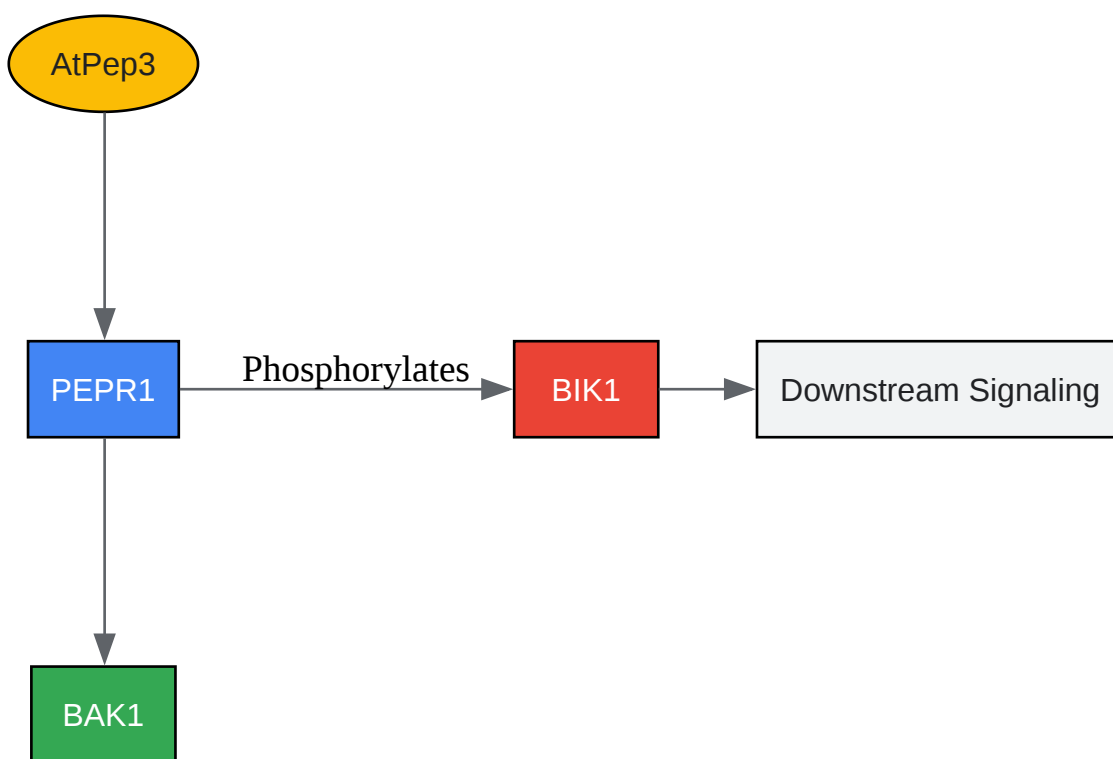 AtPep3
PEPR1
Phosphorylates
BIK1
Downstream Signaling
BAK1